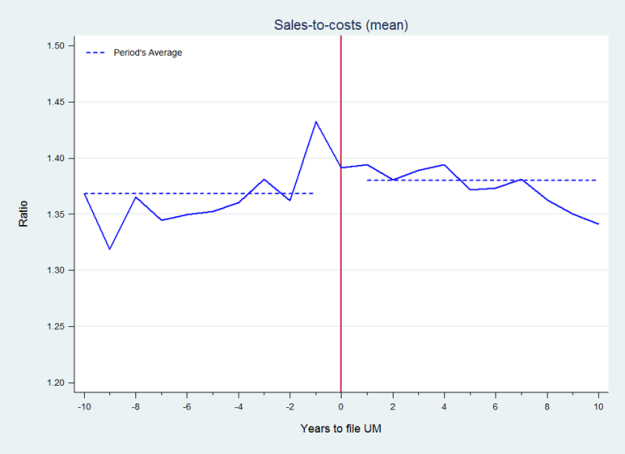 Sales-to-costs (mean)
Period's Average
Ratio
1.50
1.45
1.40
1.35
1.30
1.25
1.20
-10 -8 -6 -4 -2 0 2 4 6 8 10
Years to file UM